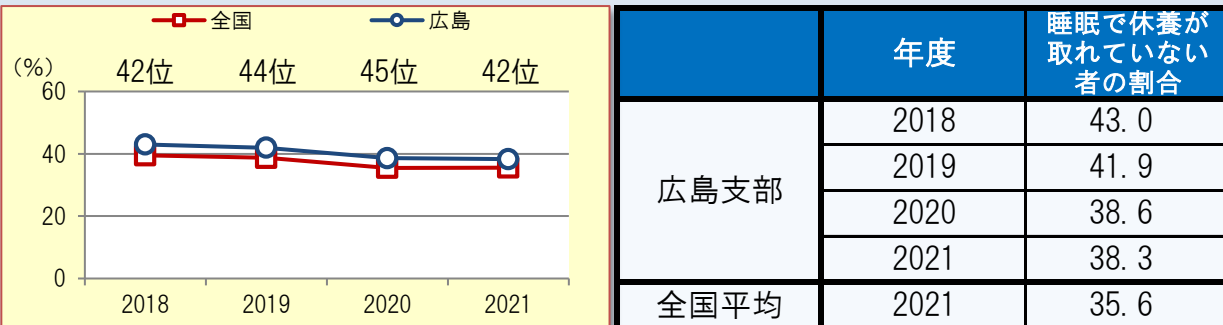 全国 広島
(%) 42位 44位 45位 42位
60
40
20
0
2018 2019 2020 2021
年度 睡眠で休養が
取れていない
者の割合
広島支部
2018 43.0
2019 41.9
2020 38.6
2021 38.3
全国平均 2021 35.6